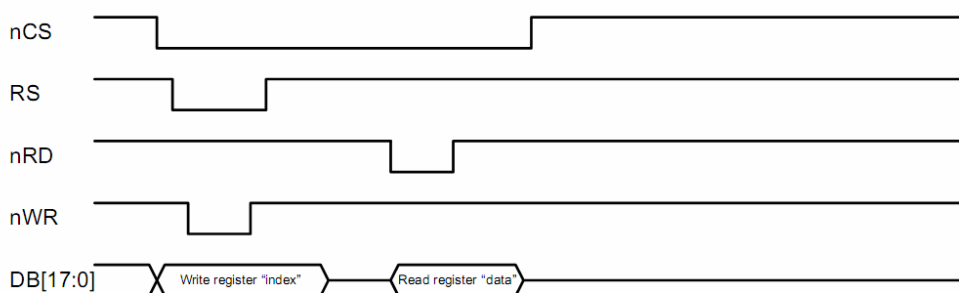 nCS
RS
nRD
nWR
DB[17:0]
Write register “index”
Read register “data”